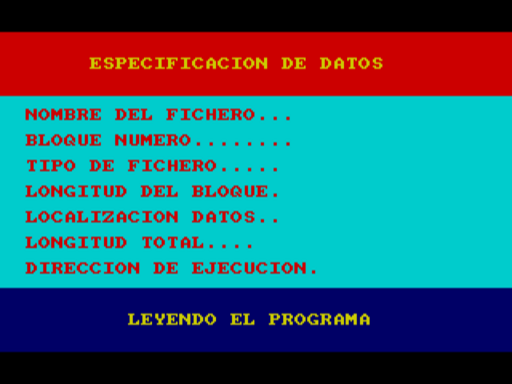 ESPECIFICACION DE DATOS
NOMBRE DEL FICHERO...
BLOQUE NUMERO........
TIPO DE FICHERO.....
LONGITUD DEL BLOQUE.
LOCALIZACION DATOS..
LONGITUD TOTAL....
DIRECCION DE EJECUCION.
LEYENDO EL PROGRAMA